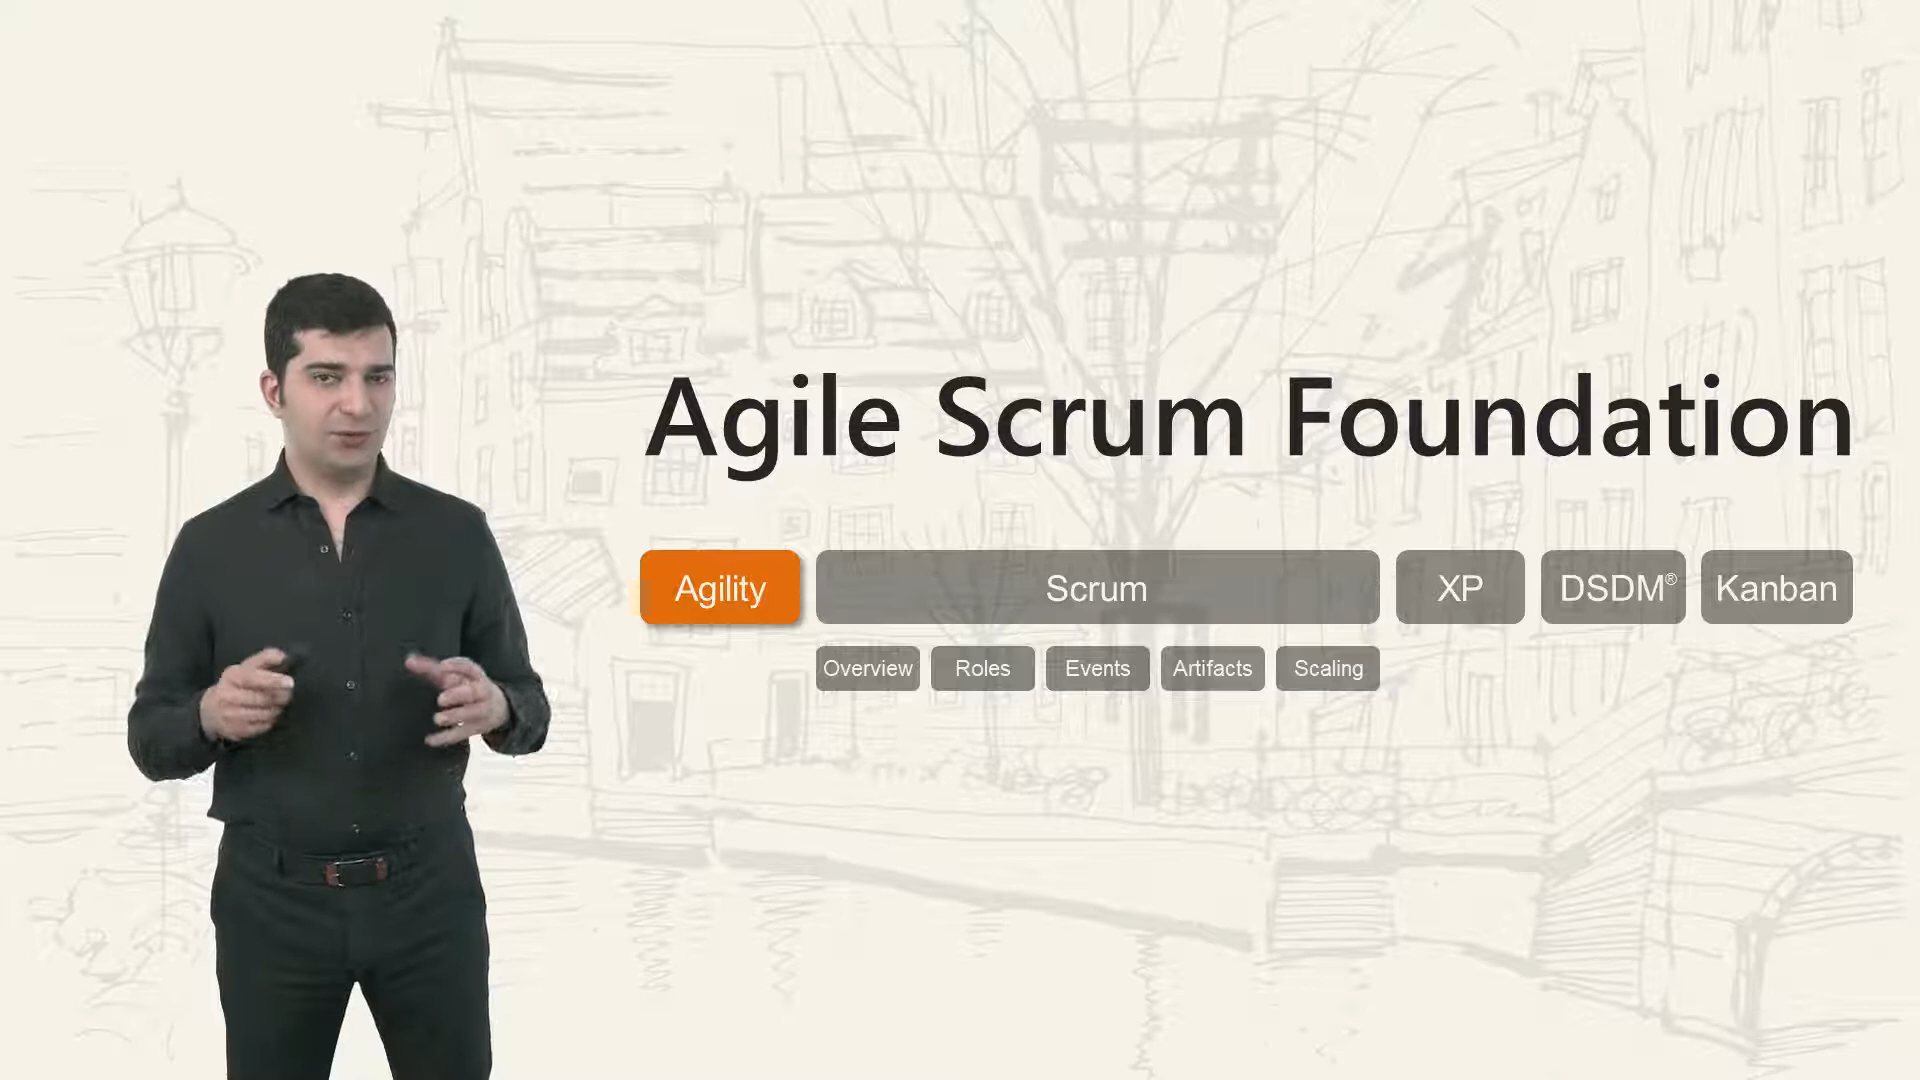 Agile Scrum Foundation
Agility Scrum XP DSDM® Kanban
Overview Roles Events Artifacts Scaling